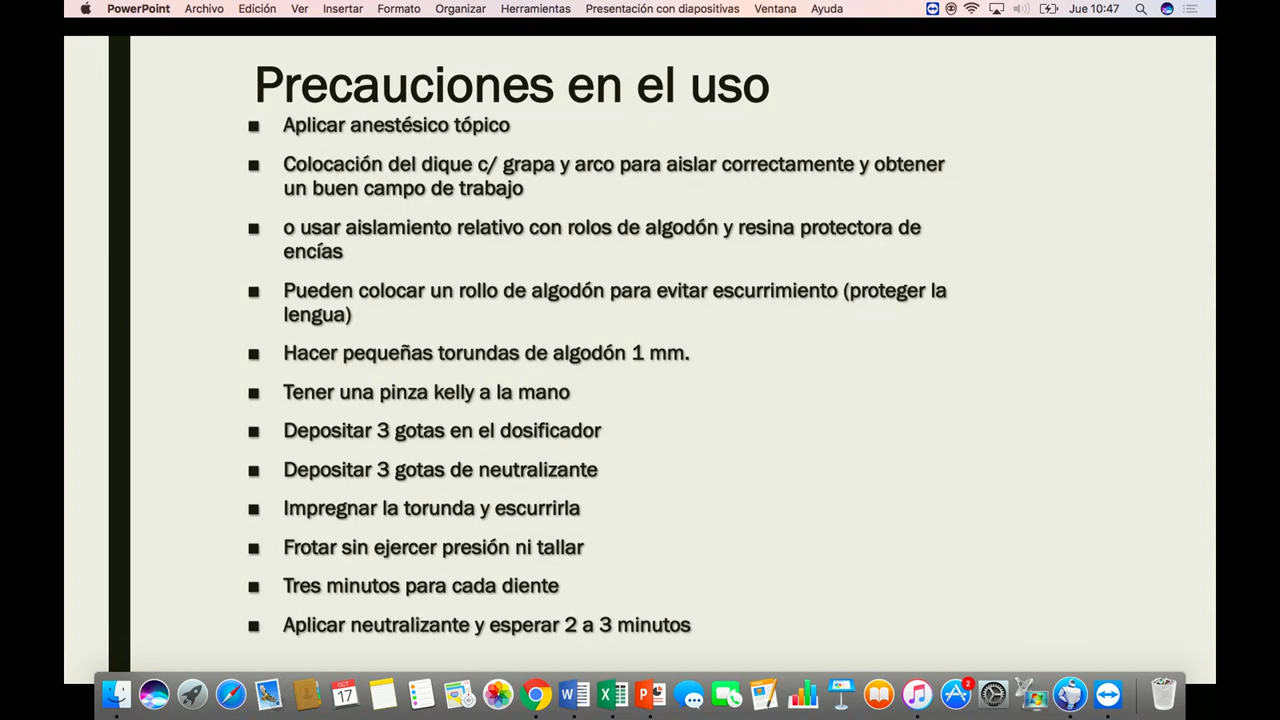 PowerPoint Archivo Edición Ver Insertar Formato Organizar Herramientas Presentación con diapositivas Ventana Ayuda Jue 10:47
Precauciones en el uso
■ Aplicar anestésico tópico
■ Colocación del dique c/ grapa y arco para aislar correctamente y obtener
un buen campo de trabajo
■ o usar aislamiento relativo con rolos de algodón y resina protectora de
encías
■ Pueden colocar un rollo de algodón para evitar escurrimiento (proteger la
lengua)
■ Hacer pequeñas torundas de algodón 1 mm.
■ Tener una pinza kelly a la mano
■ Depositar 3 gotas en el dosificador
■ Depositar 3 gotas de neutralizante
■ Impregnar la torunda y escurrirla
■ Frotar sin ejercer presión ni tallar
■ Tres minutos para cada diente
■ Aplicar neutralizante y esperar 2 a 3 minutos
OCT
17
W X P
2